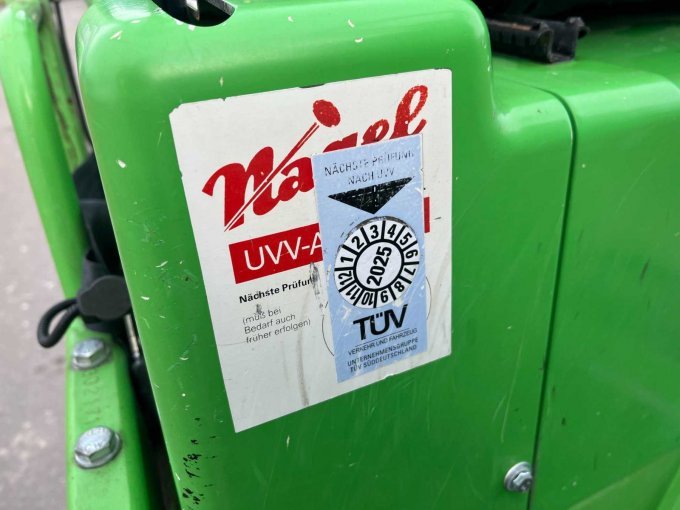 Nagel
UVV-A
Nächste Prüfun
(muß bei
Bedarf auch
früher erfolgen)
NÄCHSTE PRÜFUNG
NACH UVV
1 2 3 4 5 6 7 8 9 10 11 12
2025
TÜV
VERKEHR UND FAHRZEUG
UNTERNEHMENSGRUPPE
TÜV SÜDDEUTSCHLAND